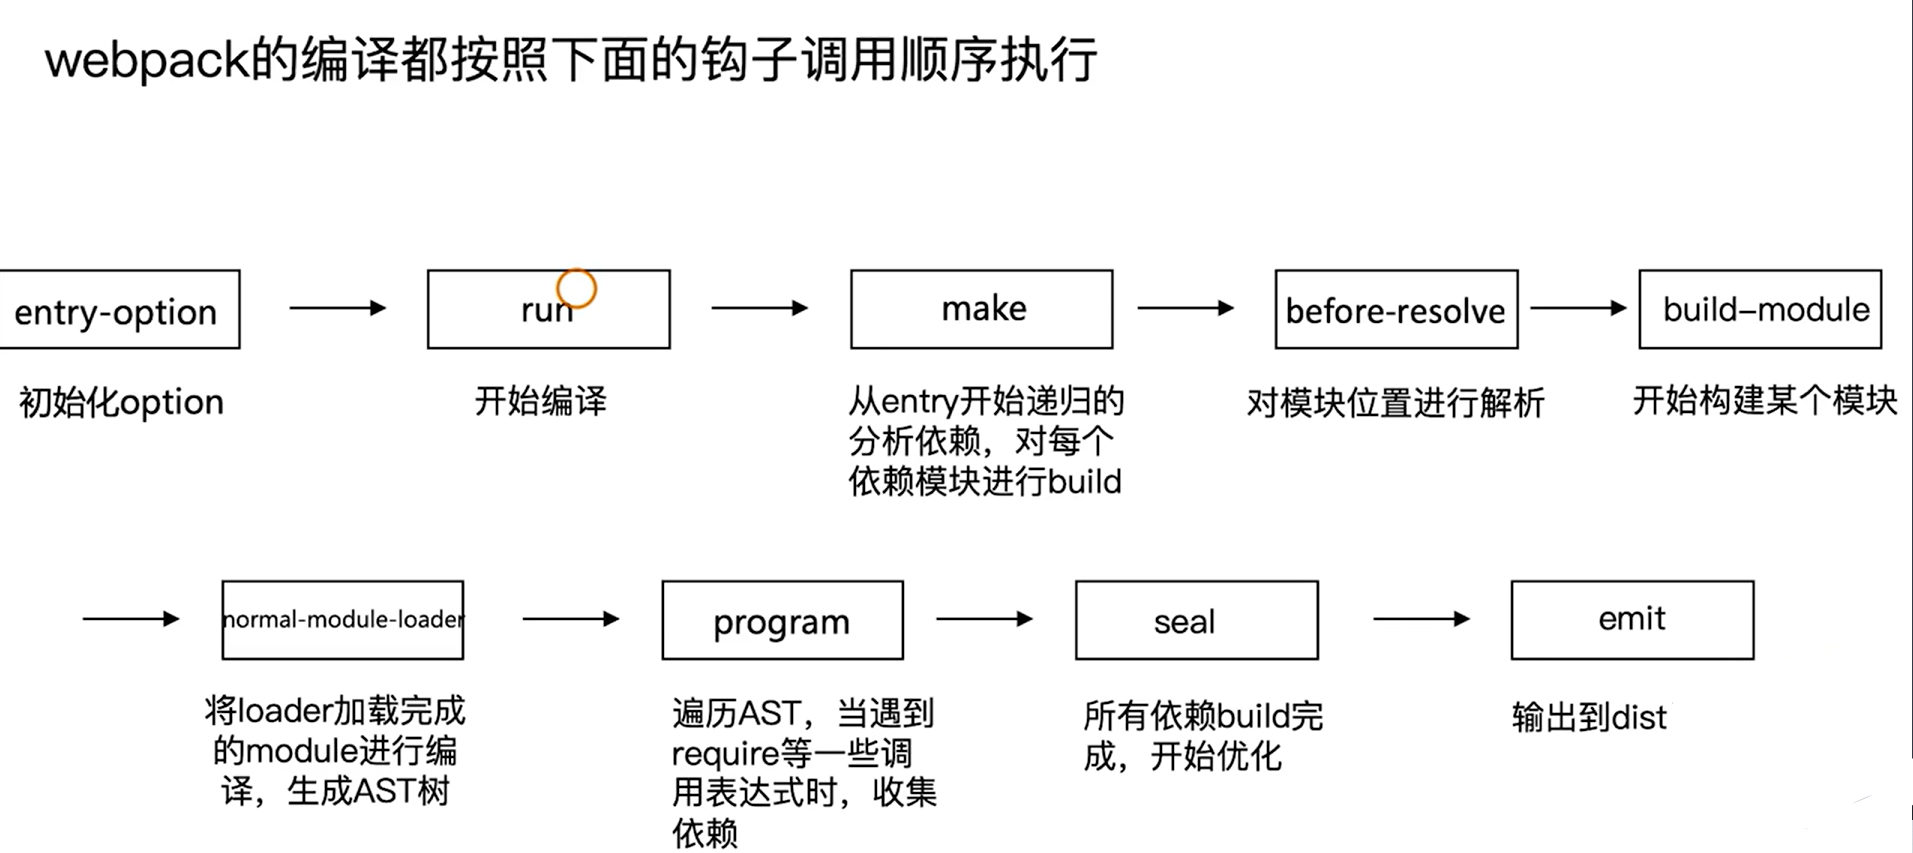 webpack的编译都按照下面的钩子调用顺序执行
entry-option
run
make
before-resolve
build–module
初始化option
开始编译
从entry开始递归的
分析依赖，对每个
依赖模块进行build
对模块位置进行解析
开始构建某个模块
normal-module-loader
program
seal
emit
将loader加载完成
的module进行编
译，生成AST树
遍历AST，当遇到
require等一些调
用表达式时，收集
依赖
所有依赖build完
成，开始优化
输出到dist